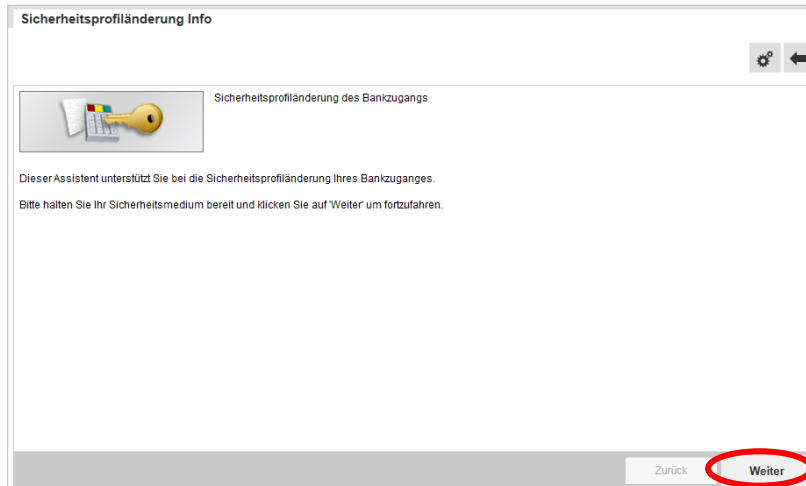 Sicherheitsprofiländerung Info
Sicherheitsprofiländerung des Bankzugangs
Dieser Assistent unterstützt Sie bei die Sicherheitsprofiländerung Ihres Bankzuganges.
Bitte halten Sie Ihr Sicherheitsmedium bereit und klicken Sie auf 'Weiter' um fortzufahren.
Zurück
Weiter